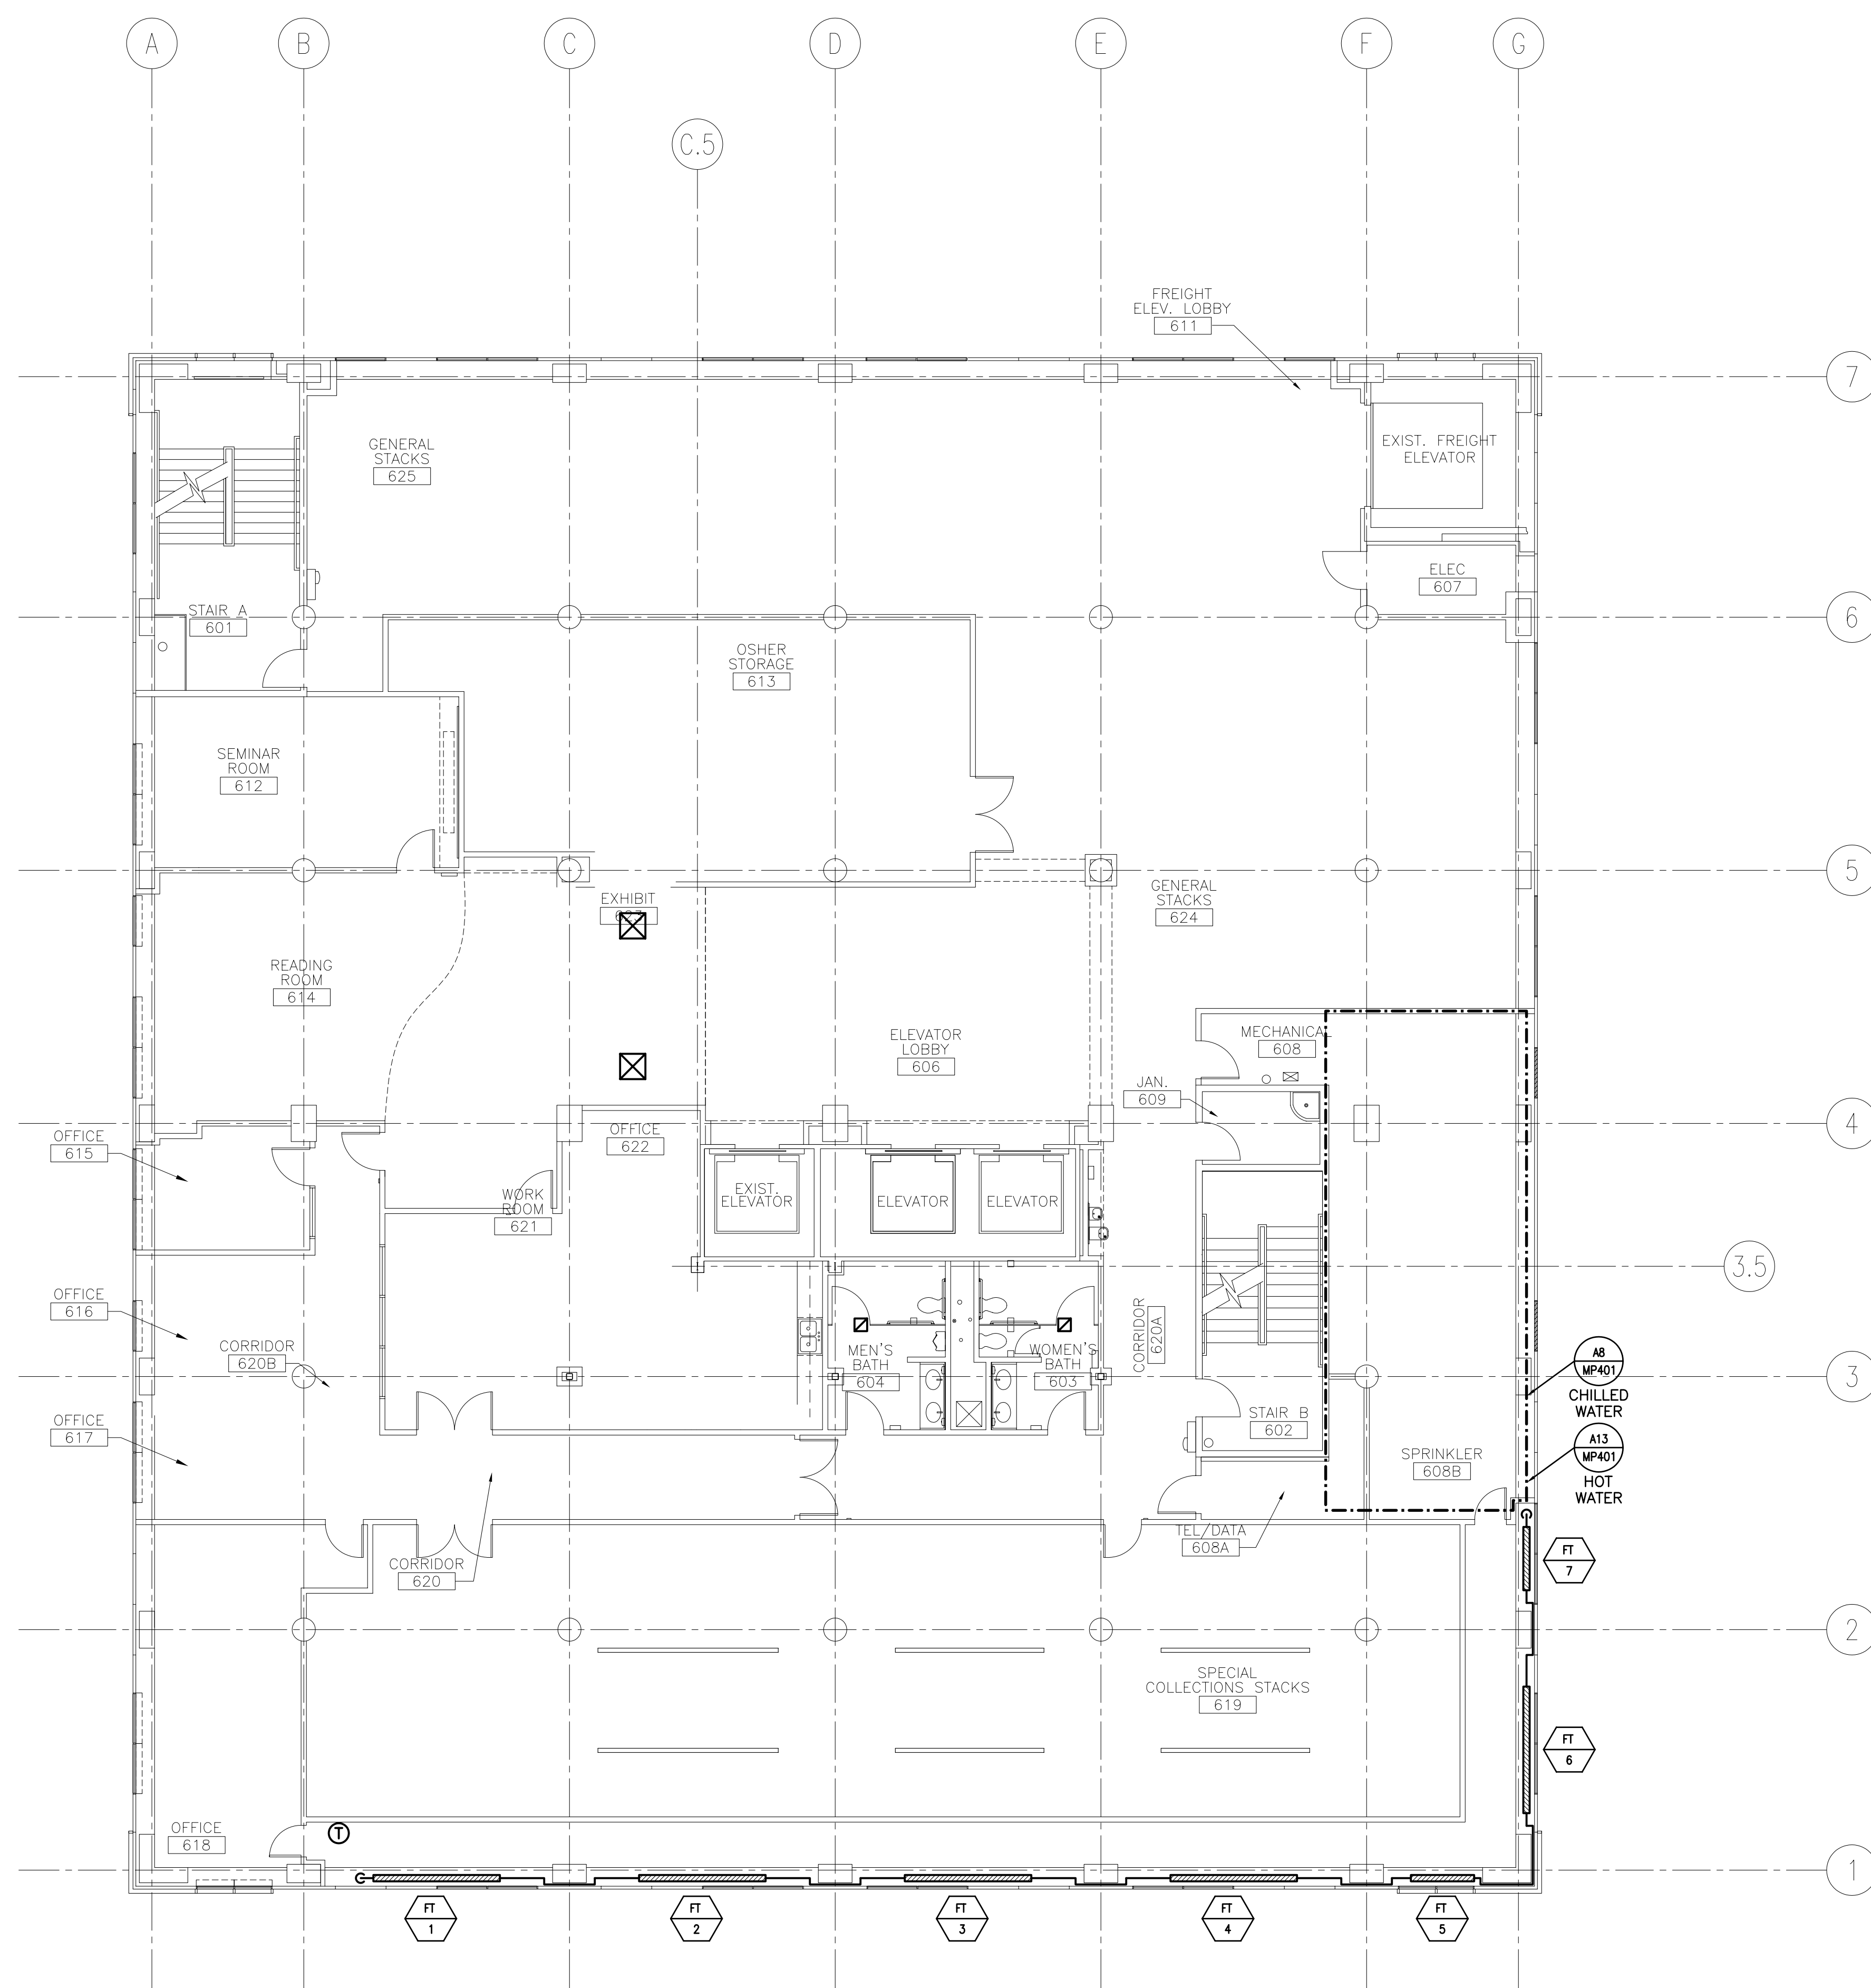 A
B
C
D
E
F
G
C.5
FREIGHT
ELEV. LOBBY
611
7
EXIST. FREIGHT
ELEVATOR
GENERAL
STACKS
625
ELEC
607
STAIR A
601
6
OSHER
STORAGE
613
SEMINAR
ROOM
612
5
EXHIBIT
623
GENERAL
STACKS
624
READING
ROOM
614
ELEVATOR
LOBBY
606
MECHANICAL
608
JAN.
609
4
OFFICE
615
OFFICE
622
WORK
ROOM
621
EXIST.
ELEVATOR
ELEVATOR
ELEVATOR
3.5
OFFICE
616
CORRIDOR
620B
MEN'S
BATH
604
WOMEN'S
BATH
603
CORRIDOR
620A
A8
MP401
CHILLED
WATER
3
OFFICE
617
STAIR B
602
SPRINKLER
608B
A13
MP401
HOT
WATER
TEL/DATA
608A
CORRIDOR
620
FT
7
2
SPECIAL
COLLECTIONS STACKS
619
FT
6
OFFICE
618
T
1
FT
1
FT
2
FT
3
FT
4
FT
5